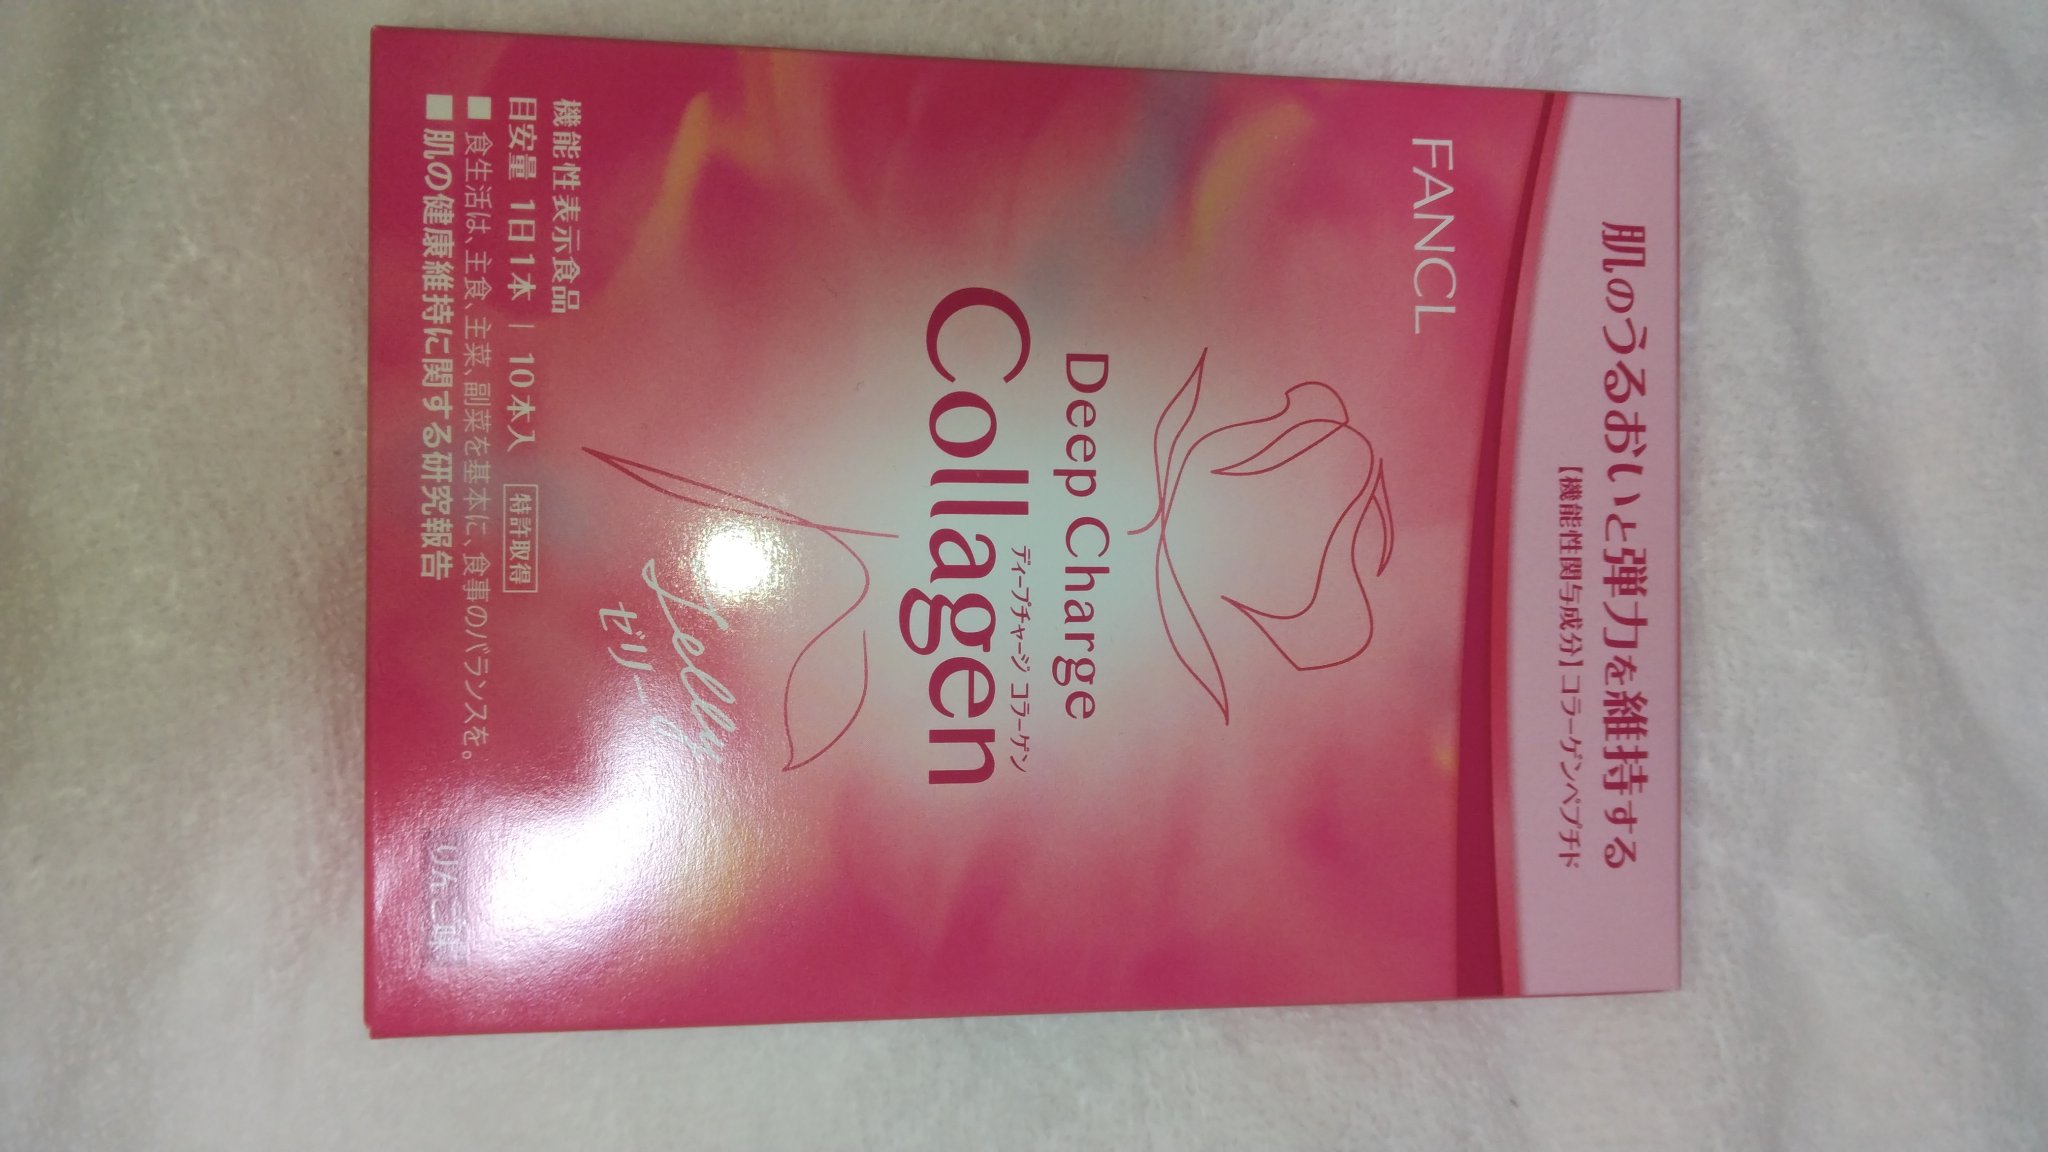 肌のうるおいと弾力を維持する
【機能性関与成分】コラーゲンペプチド
FANCL
Deep Charge
ディープチャージ コラーゲン
Collagen
Jelly
ゼリー
機能性表示食品
目安量 1日1本 | 10本入 特許取得
■ 食生活は、主食、主菜、副菜を基本に、食事のバランスを。
■ 肌の健康維持に関する研究報告
りんご味